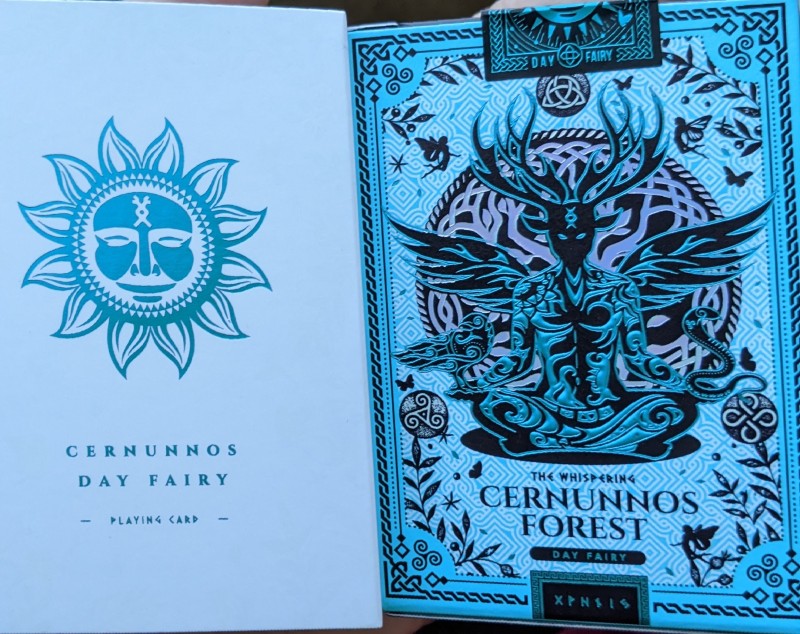 CERNUNNOS
DAY FAIRY
PLAYING CARD
DAY FAIRY
THE WHISPERING
CERNUNNOS
FOREST
DAY FAIRY